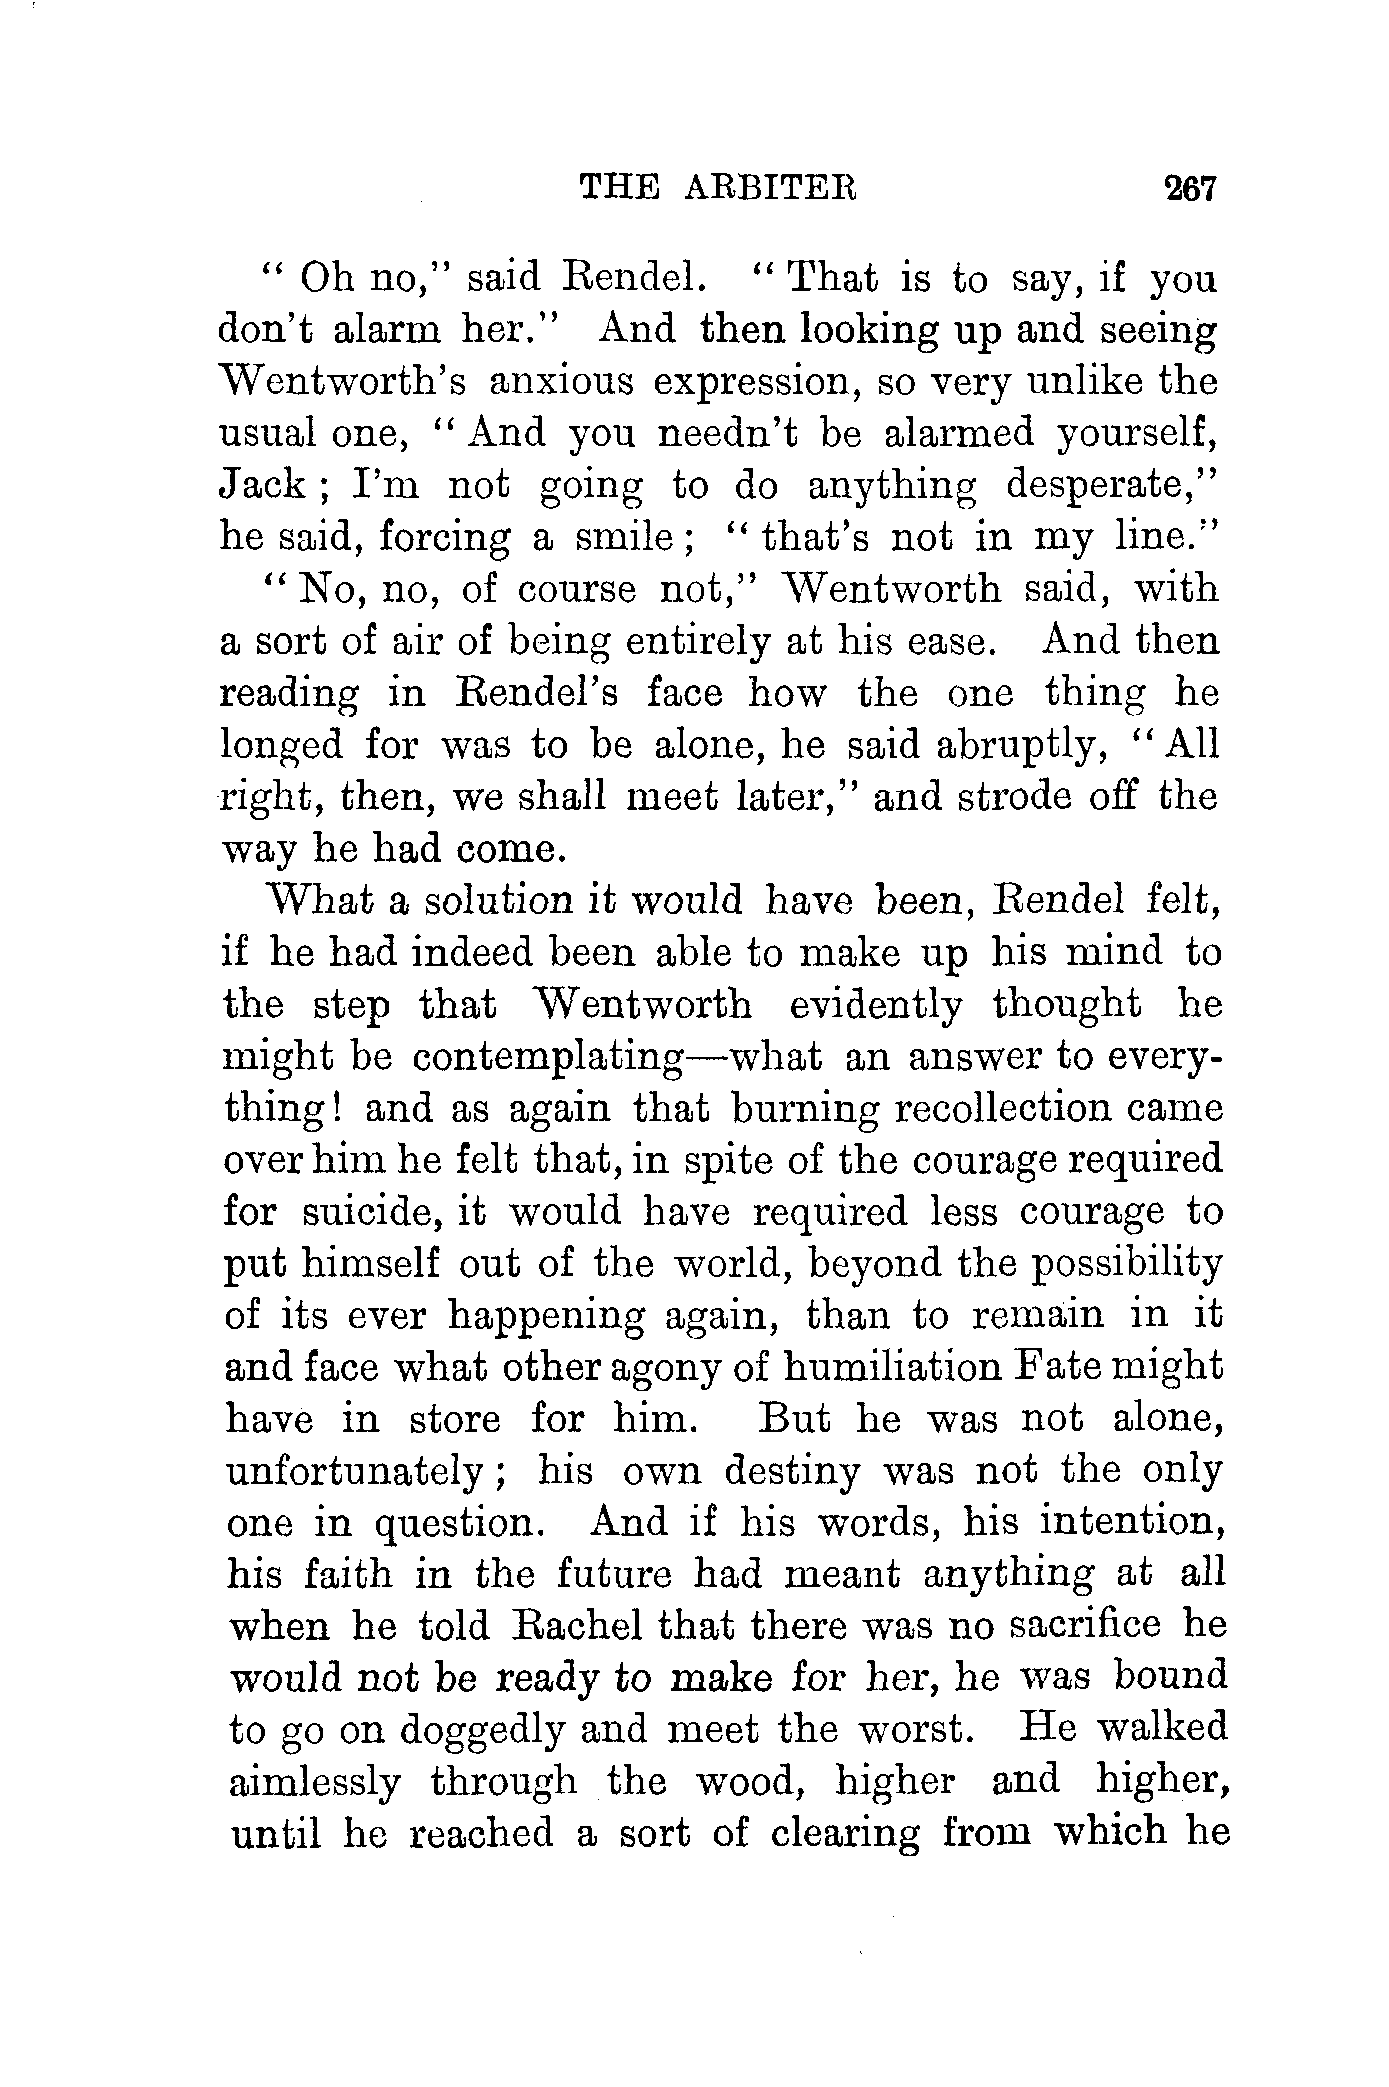 THE ARBITER 267
" Oh no," said Rendel. " That is to say, if you
don't alarm her." And then looking up and seeing
Wentworth's anxious expression, so very unlike the
usual one, " And you needn't be alarmed yourself,
Jack ; I'm not going to do anything desperate,"
he said, forcing a smile ; " that's not in my line."
" No, no, of course not," Wentworth said, with
a sort of air of being entirely at his ease. And then
reading in Rendel's face how the one thing he
longed for was to be alone, he said abruptly, " All
right, then, we shall meet later," and strode off the
way he had come.
What a solution it would have been, Rendel felt,
if he had indeed been able to make up his mind to
the step that Wentworth evidently thought he
might be contemplating—what an answer to every-
thing! and as again that burning recollection came
over him he felt that, in spite of the courage required
for suicide, it would have required less courage to
put himself out of the world, beyond the possibility
of its ever happening again, than to remain in it
and face what other agony of humiliation Fate might
have in store for him. But he was not alone,
unfortunately ; his own destiny was not the only
one in question. And if his words, his intention,
his faith in the future had meant anything at all
when he told Rachel that there was no sacrifice he
would not be ready to make for her, he was bound
to go on doggedly and meet the worst. He walked
aimlessly through the wood, higher and higher,
until he reached a sort of clearing from which he